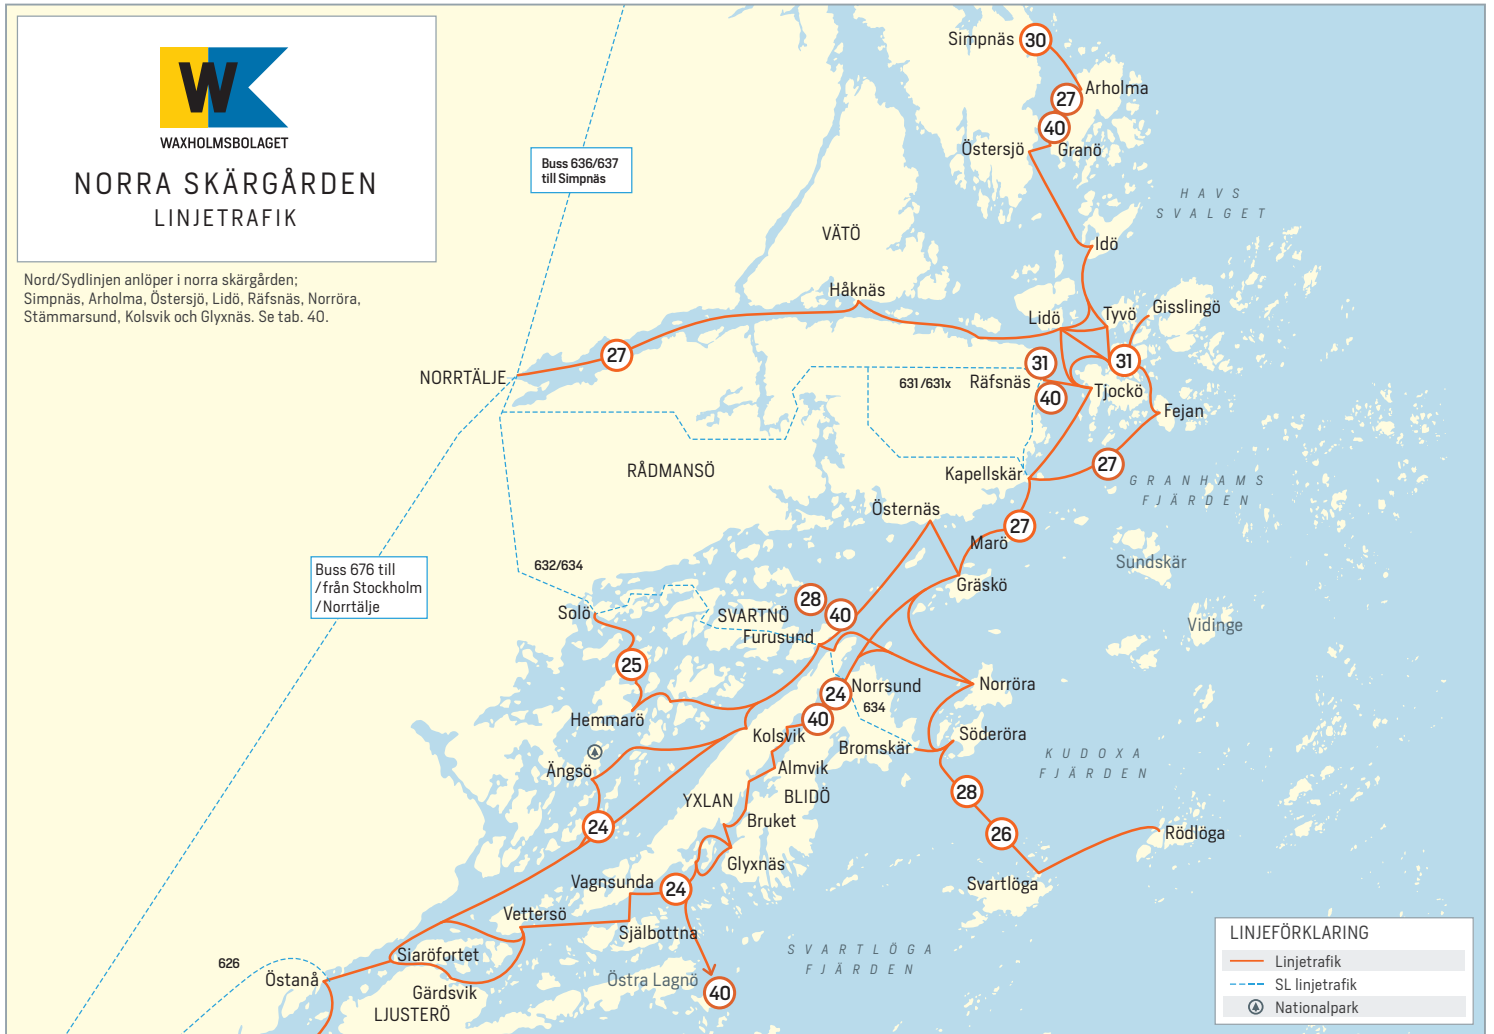 W
WAXHOLMSBOLAGET
NORRA SKÄRGÅRDEN
LINJETRAFIK
Nord/Sydlinjen anlöper i norra skärgården;
Simpnäs, Arholma, Östersjö, Lidö, Räfsnäs, Norröra,
Stämmarsund, Kolsvik och Glyxnäs. Se tab. 40.
Simpnäs
30
Arholma
27
40
Östersjö
Granö
Buss 636/637
till Simpnäs
HAVS
SVALGET
VÄTÖ
Idö
Håknäs
Lidö
Tyvö
Gisslingö
27
NORRTÄLJE
31
31
631/631x
Räfsnäs
40
Tjockö
Fejan
RÅDMANSÖ
27
Kapellskär
GRANHAMS
FJÄRDEN
Östernäs
27
Marö
Sundskär
Buss 676 till
/från Stockholm
/Norrtälje
632/634
Gräskö
Solö
28
40
SVARTNÖ
Furusund
Vidinge
25
Norrsund
24
634
Norröra
Hemmarö
40
Kolsvik
Bromskär
Söderöra
KUDOXA
FJÄRDEN
Ängsö
Almvik
BLIDÖ
YXLAN
28
24
Bruket
26
Rödlöga
Glyxnäs
Vagnsunda
24
Svartlöga
Vettersö
Själbottna
SVARTLÖGA
FJÄRDEN
Siaröfortet
626
Östanå
Gärdsvik
Östra Lagnö
40
LJUSTERÖ
LINJEFÖRKLARING
Linjetrafik
SL linjetrafik
Nationalpark